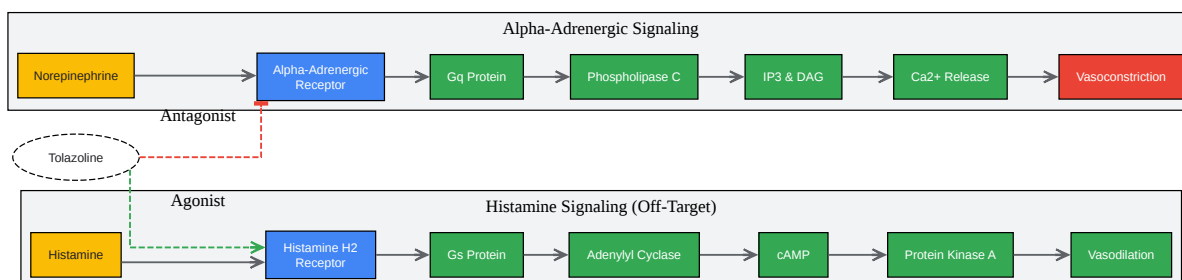 Alpha-Adrenergic Signaling
Norepinephrine
Alpha-Adrenergic
Receptor
Gq Protein
Phospholipase C
IP3 & DAG
Ca2+ Release
Vasoconstriction
Antagonist
Tolazoline
Agonist
Histamine Signaling (Off-Target)
Histamine
Histamine H2
Receptor
Gs Protein
Adenylyl Cyclase
cAMP
Protein Kinase A
Vasodilation